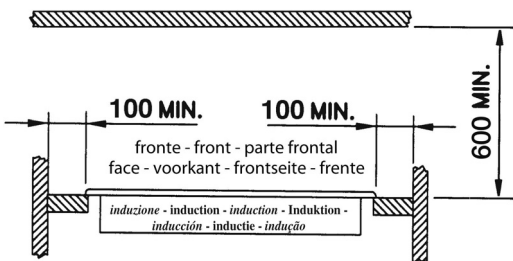 100 MIN.
100 MIN.
600 MIN.
fronte - front - parte frontal
face - voorkant - frontseite - frente
induzione - induction - induction - Induktion -
inducción - inductie - indução